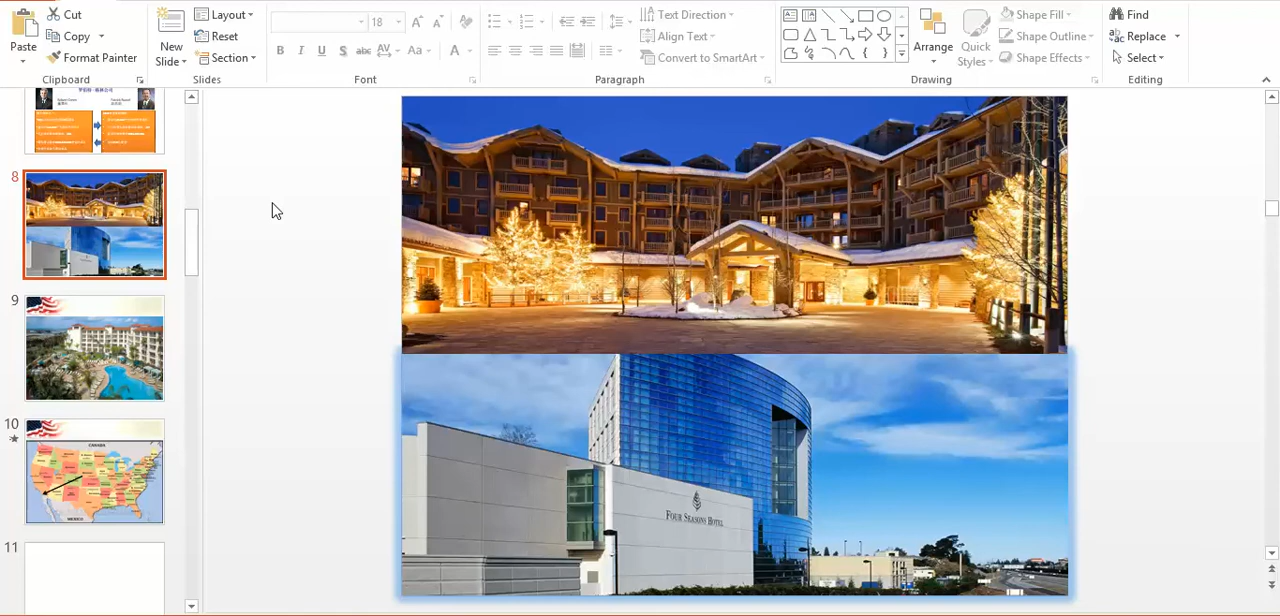 Cut
Copy
Format Painter
Paste
Clipboard
New
Slide
Layout
Reset
Section
Slides
18
B I U S abc AV Aa A
Font
Text Direction
Align Text
Convert to SmartArt
Paragraph
Arrange
Quick
Styles
Shape Fill
Shape Outline
Shape Effects
Drawing
Find
Replace
Select
Editing
8
9
10
CANADA
MEXICO
11
FOUR SEASONS HOTEL